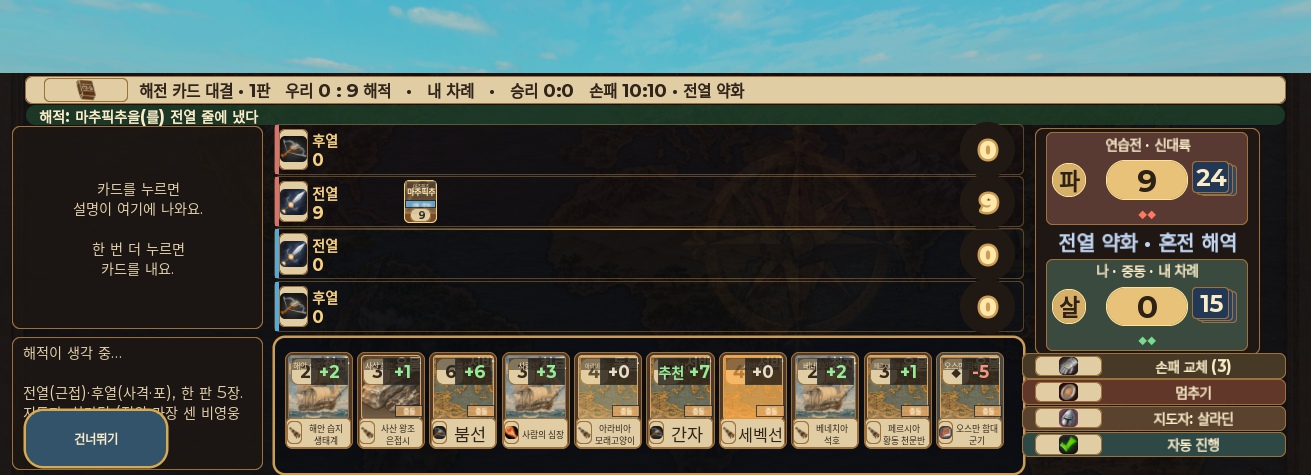 해전 카드 대결 • 1판 우리 0 : 9 해적 • 내 차례 • 승리 0:0 손패 10:10 • 전열 약화
해적: 마추픽추을(를) 전열 줄에 냈다
카드를 누르면
설명이 여기에 나와요.
한 번 더 누르면
카드를 내요.
후열
0
0
전열
9
마추픽추
9
9
전열
0
0
후열
0
0
연습전 · 신대륙
파 9 24
전열 약화 • 혼전 해역
나 · 중동 · 내 차례
살 0 15
해적이 생각 중...
전열(근접)·후열(사격·포), 한 판 5장.
장 센 비영웅
건너뛰기
2 +2
해안 습지
생태계
3 +1
사산 왕조
은접시
6 +6
붐선
3 +3
사람의 심장
4 +0
아라비아
모래고양이
추천 +7
간자
4 +0
세벡선
2 +2
베네치아
석호
3 +1
페르시아
황동 천문반
◆ -5
오스만 함대
군기
손패 교체 (3)
멈추기
지도자: 살라딘
자동 진행